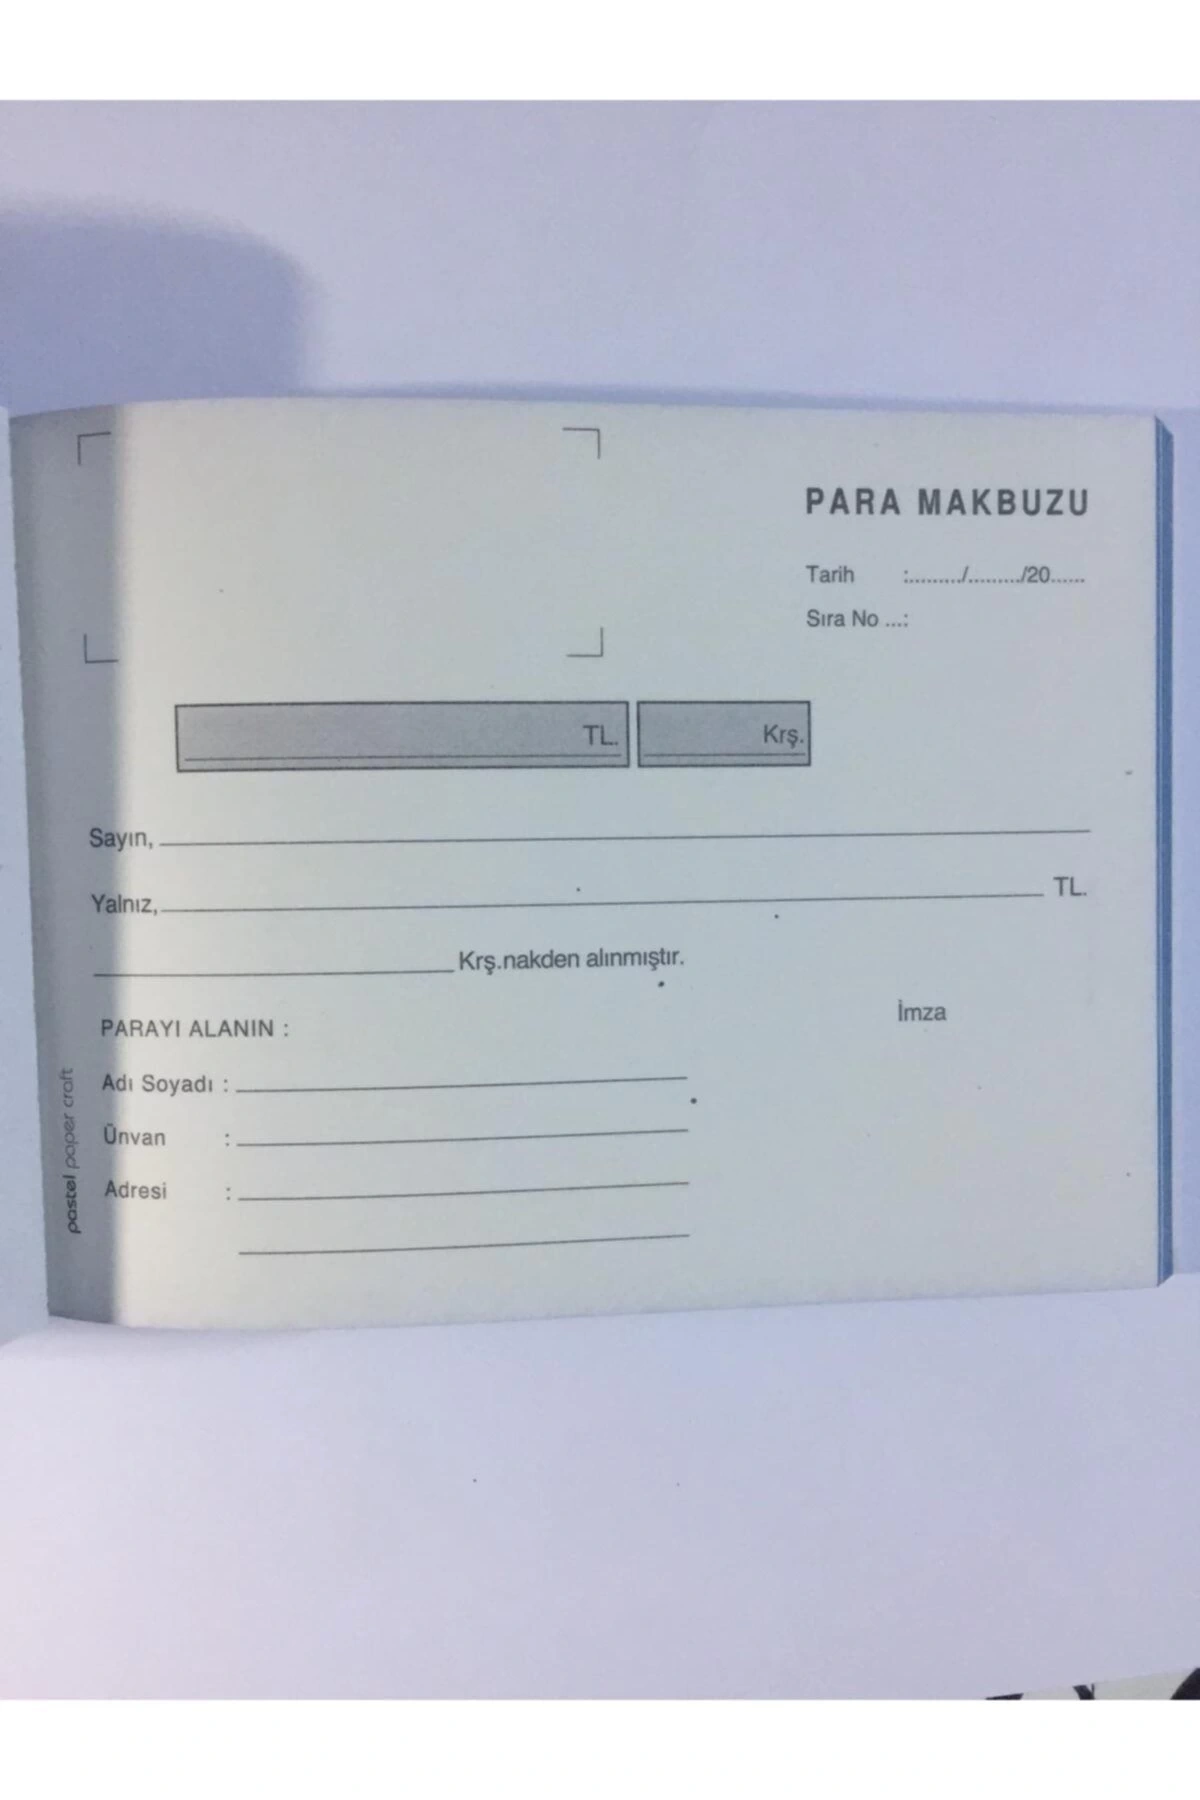 PARA MAKBUZU
Tarih :........./........./20......
Sıra No ...:
TL. Krş.
Sayın,
Yalnız, TL.
Krş.nakden alınmıştır.
İmza
PARAYI ALANIN :
Adı Soyadı :
Ünvan :
Adresi :
pastel paper craft